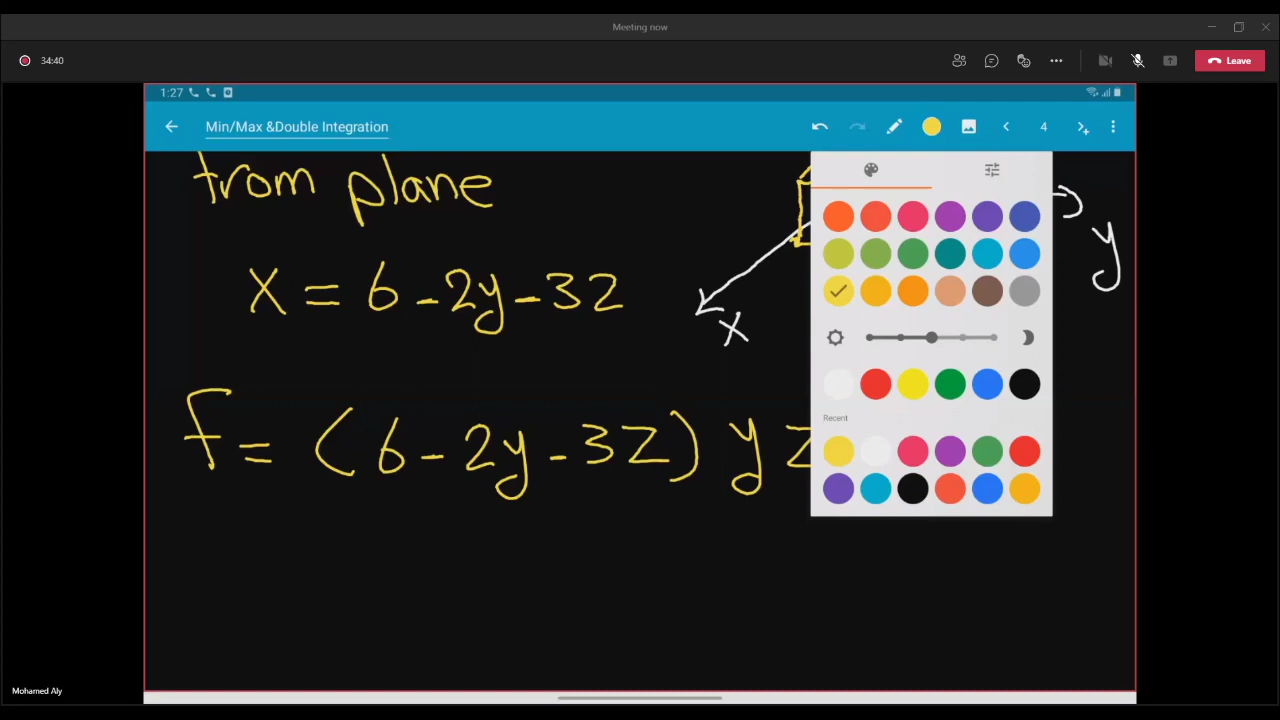 Meeting now
34:40
Leave
1:27
Min/Max &Double Integration
4
from plane
x = 6 - 2y - 3z
y
x
f = (6 - 2y - 3z) y z
Recent
Mohamed Aly